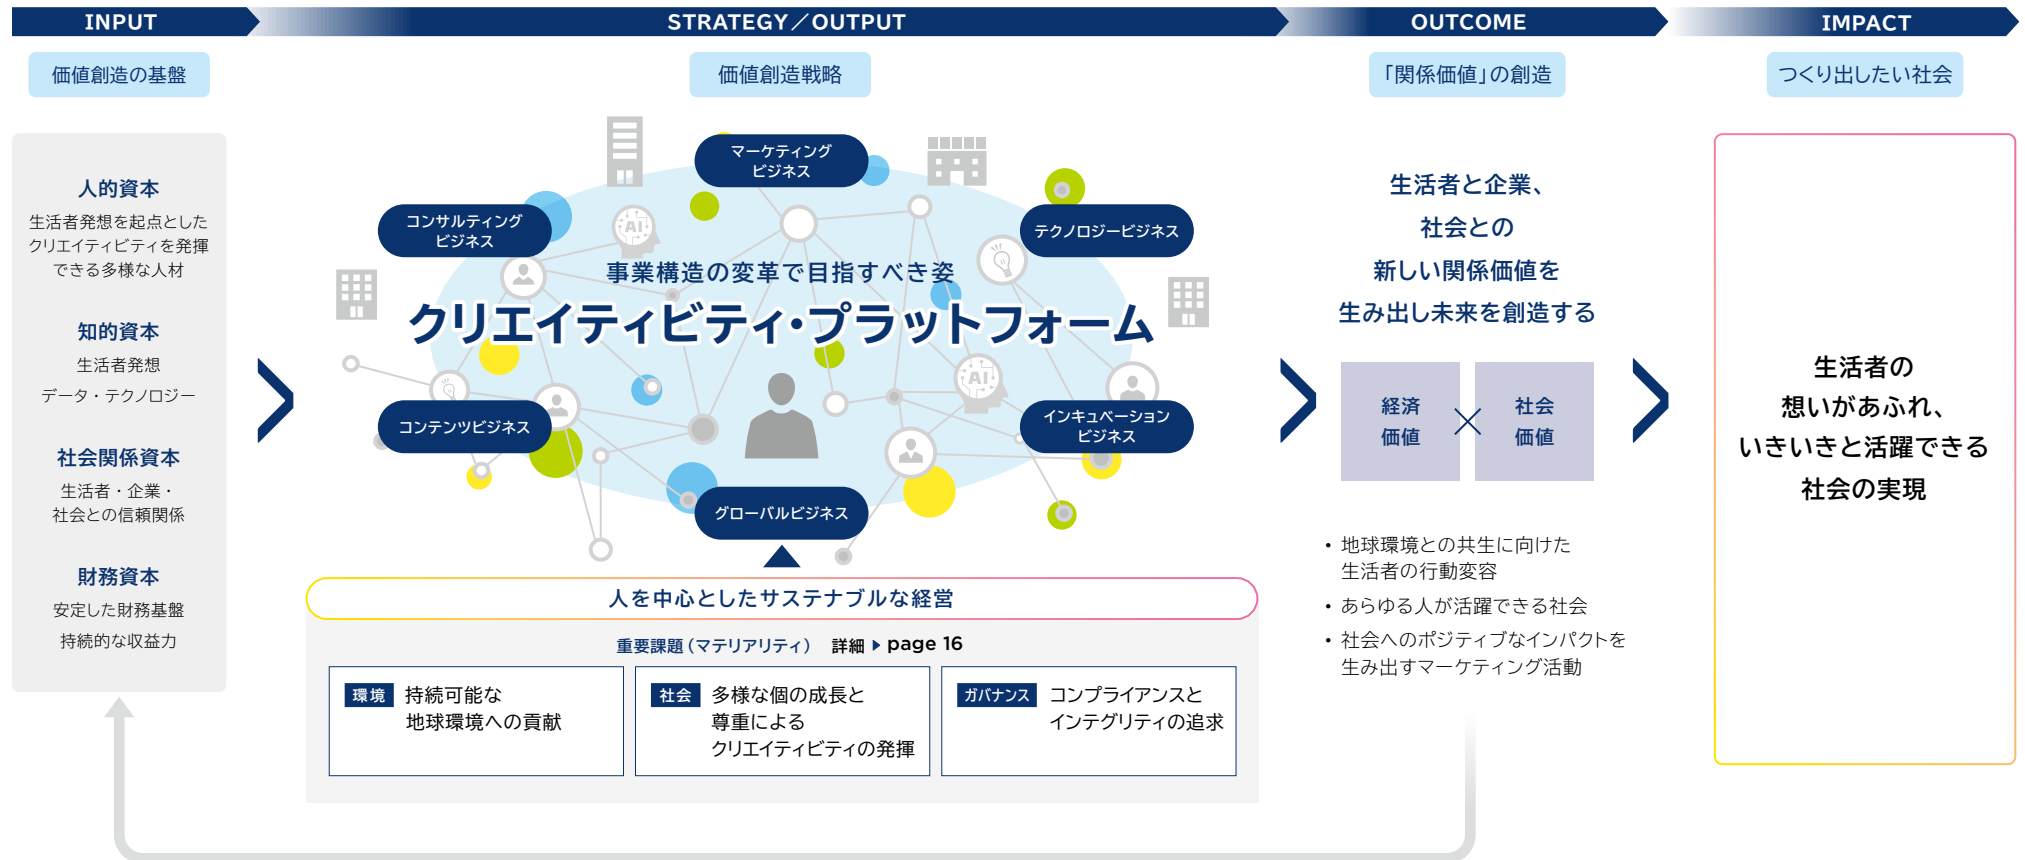 INPUT
STRATEGY／OUTPUT
OUTCOME
IMPACT
価値創造の基盤
価値創造戦略
「関係価値」の創造
つくり出したい社会
人的資本
生活者発想を起点とした
クリエイティビティを発揮
できる多様な人材
知的資本
生活者発想
データ・テクノロジー
社会関係資本
生活者・企業・
社会との信頼関係
財務資本
安定した財務基盤
持続的な収益力
マーケティング
ビジネス
コンサルティング
ビジネス
テクノロジービジネス
AI
事業構造の変革で目指すべき姿
クリエイティビティ・プラットフォーム
AI
コンテンツビジネス
インキュベーション
ビジネス
グローバルビジネス
人を中心としたサステナブルな経営
重要課題（マテリアリティ） 詳細 ▶ page 16
環境 持続可能な
地球環境への貢献
社会 多様な個の成長と
尊重による
クリエイティビティの発揮
ガバナンス コンプライアンスと
インテグリティの追求
生活者と企業、
社会との
新しい関係価値を
生み出し未来を創造する
経済
価値
×
社会
価値
・地球環境との共生に向けた
生活者の行動変容
・あらゆる人が活躍できる社会
・社会へのポジティブなインパクトを
生み出すマーケティング活動
生活者の
想いがあふれ、
いきいきと活躍できる
社会の実現